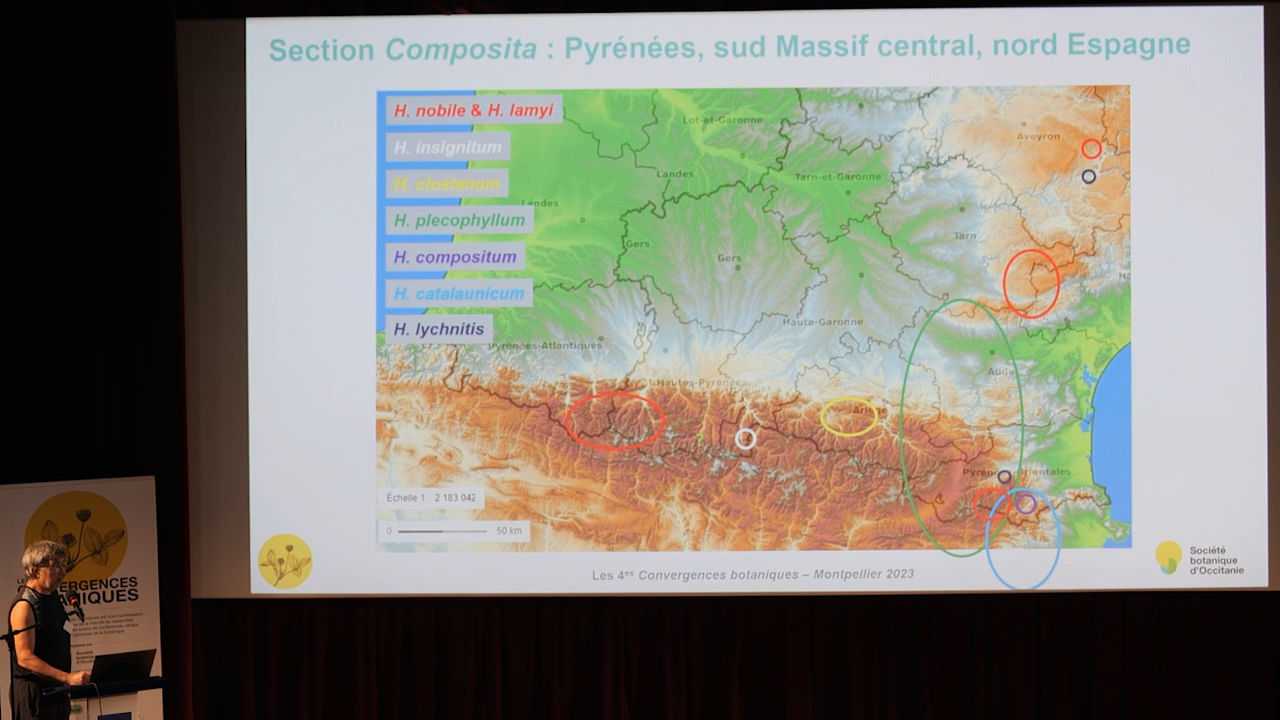 Section Composita : Pyrénées, sud Massif central, nord Espagne
H. nobile & H. lamyi
H. insignitum
H. closianum
H. plecophyllum
H. compositum
H. catalaunicum
H. lychnitis
Lot-et-Garonne
Aveyron
Landes
Tarn-et-Garonne
Landes
Gers
Tarn
Gers
Haute-Garonne
Pyrénées-Atlantiques
Aude
Hautes-Pyrénées
Ariège
Pyrénées-Orientales
Échelle 1 2 183 042
0 50 km
Les 4es Convergences botaniques – Montpellier 2023
Société
botanique
d'Occitanie